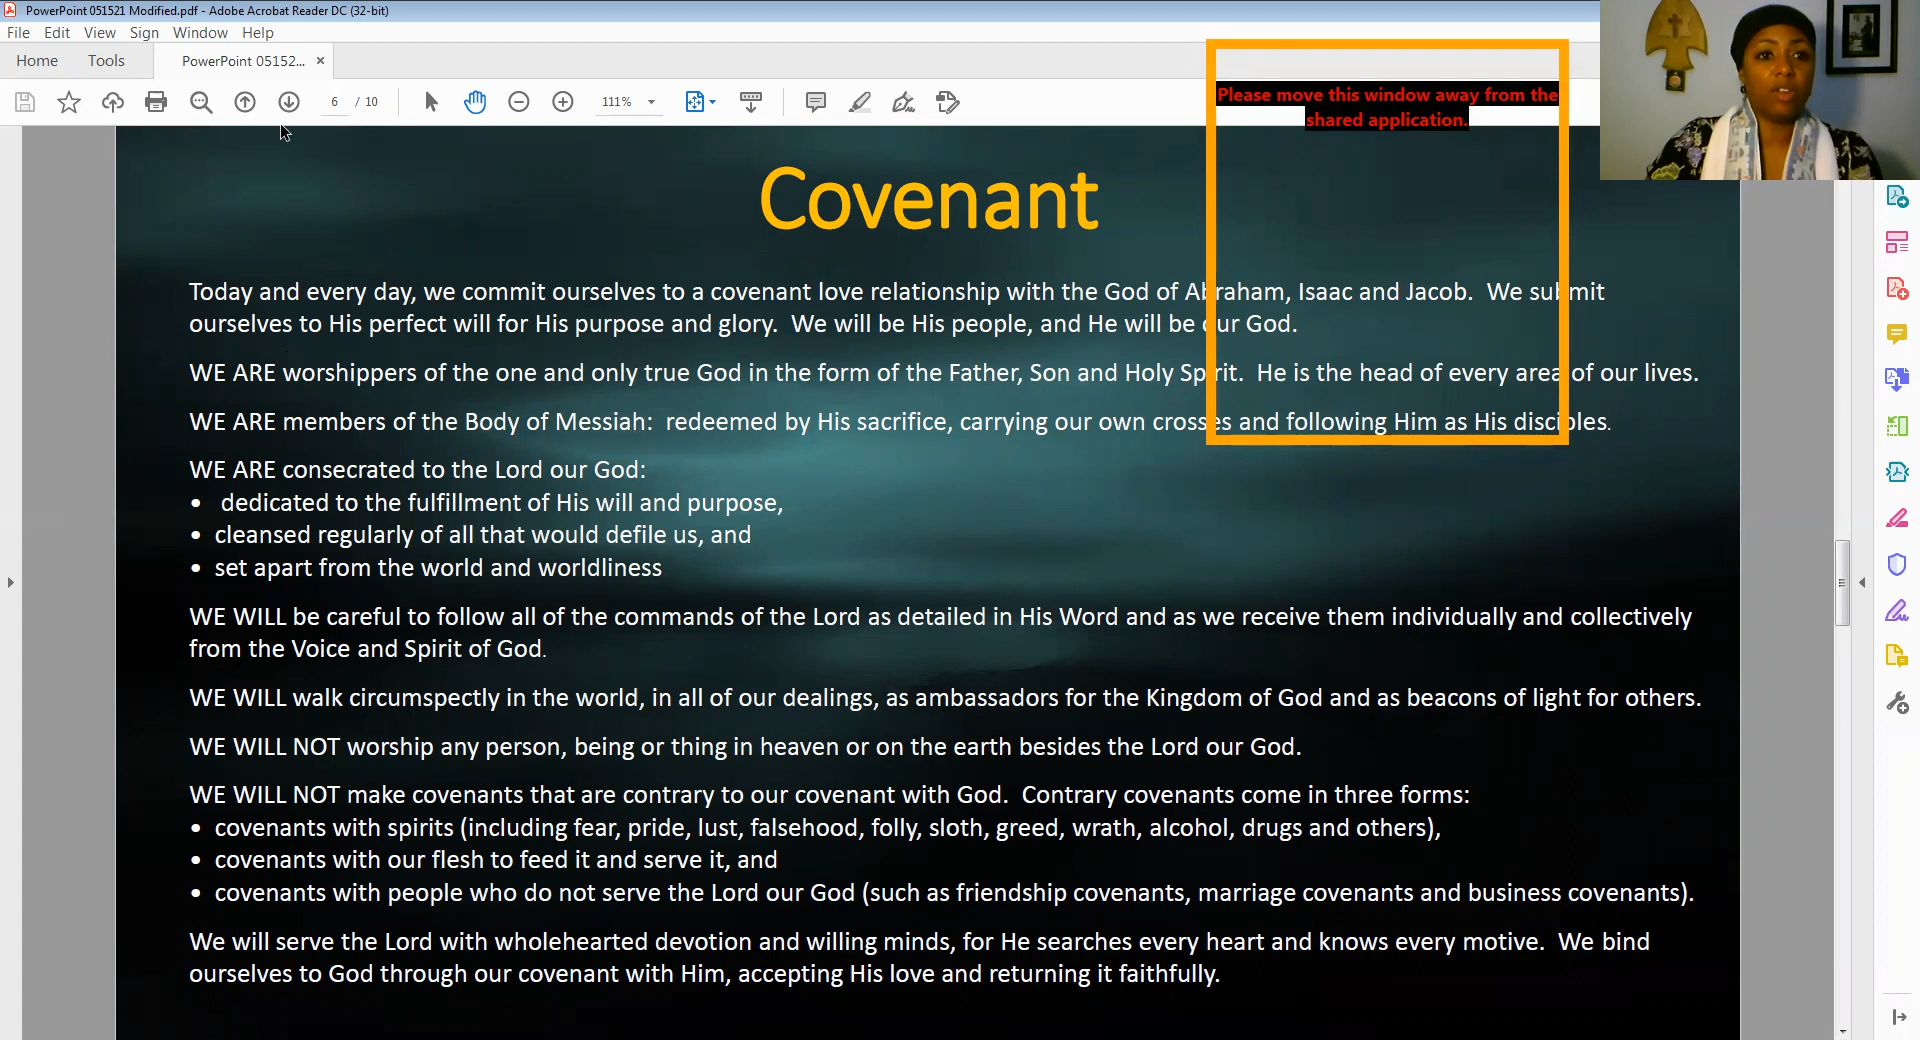 PowerPoint 051521 Modified.pdf - Adobe Acrobat Reader DC (32-bit)
File Edit View Sign Window Help
Home Tools PowerPoint 05152... ×
6 / 10 111%
Please move this window away from the
shared application.
Covenant
Today and every day, we commit ourselves to a covenant love relationship with the God of Abraham, Isaac and Jacob. We submit
ourselves to His perfect will for His purpose and glory. We will be His people, and He will be our God.
WE ARE worshippers of the one and only true God in the form of the Father, Son and Holy Spirit. He is the head of every area of our lives.
WE ARE members of the Body of Messiah: redeemed by His sacrifice, carrying our own crosses and following Him as His disciples.
WE ARE consecrated to the Lord our God:
• dedicated to the fulfillment of His will and purpose,
• cleansed regularly of all that would defile us, and
• set apart from the world and worldliness
WE WILL be careful to follow all of the commands of the Lord as detailed in His Word and as we receive them individually and collectively
from the Voice and Spirit of God.
WE WILL walk circumspectly in the world, in all of our dealings, as ambassadors for the Kingdom of God and as beacons of light for others.
WE WILL NOT worship any person, being or thing in heaven or on the earth besides the Lord our God.
WE WILL NOT make covenants that are contrary to our covenant with God. Contrary covenants come in three forms:
• covenants with spirits (including fear, pride, lust, falsehood, folly, sloth, greed, wrath, alcohol, drugs and others),
• covenants with our flesh to feed it and serve it, and
• covenants with people who do not serve the Lord our God (such as friendship covenants, marriage covenants and business covenants).
We will serve the Lord with wholehearted devotion and willing minds, for He searches every heart and knows every motive. We bind
ourselves to God through our covenant with Him, accepting His love and returning it faithfully.